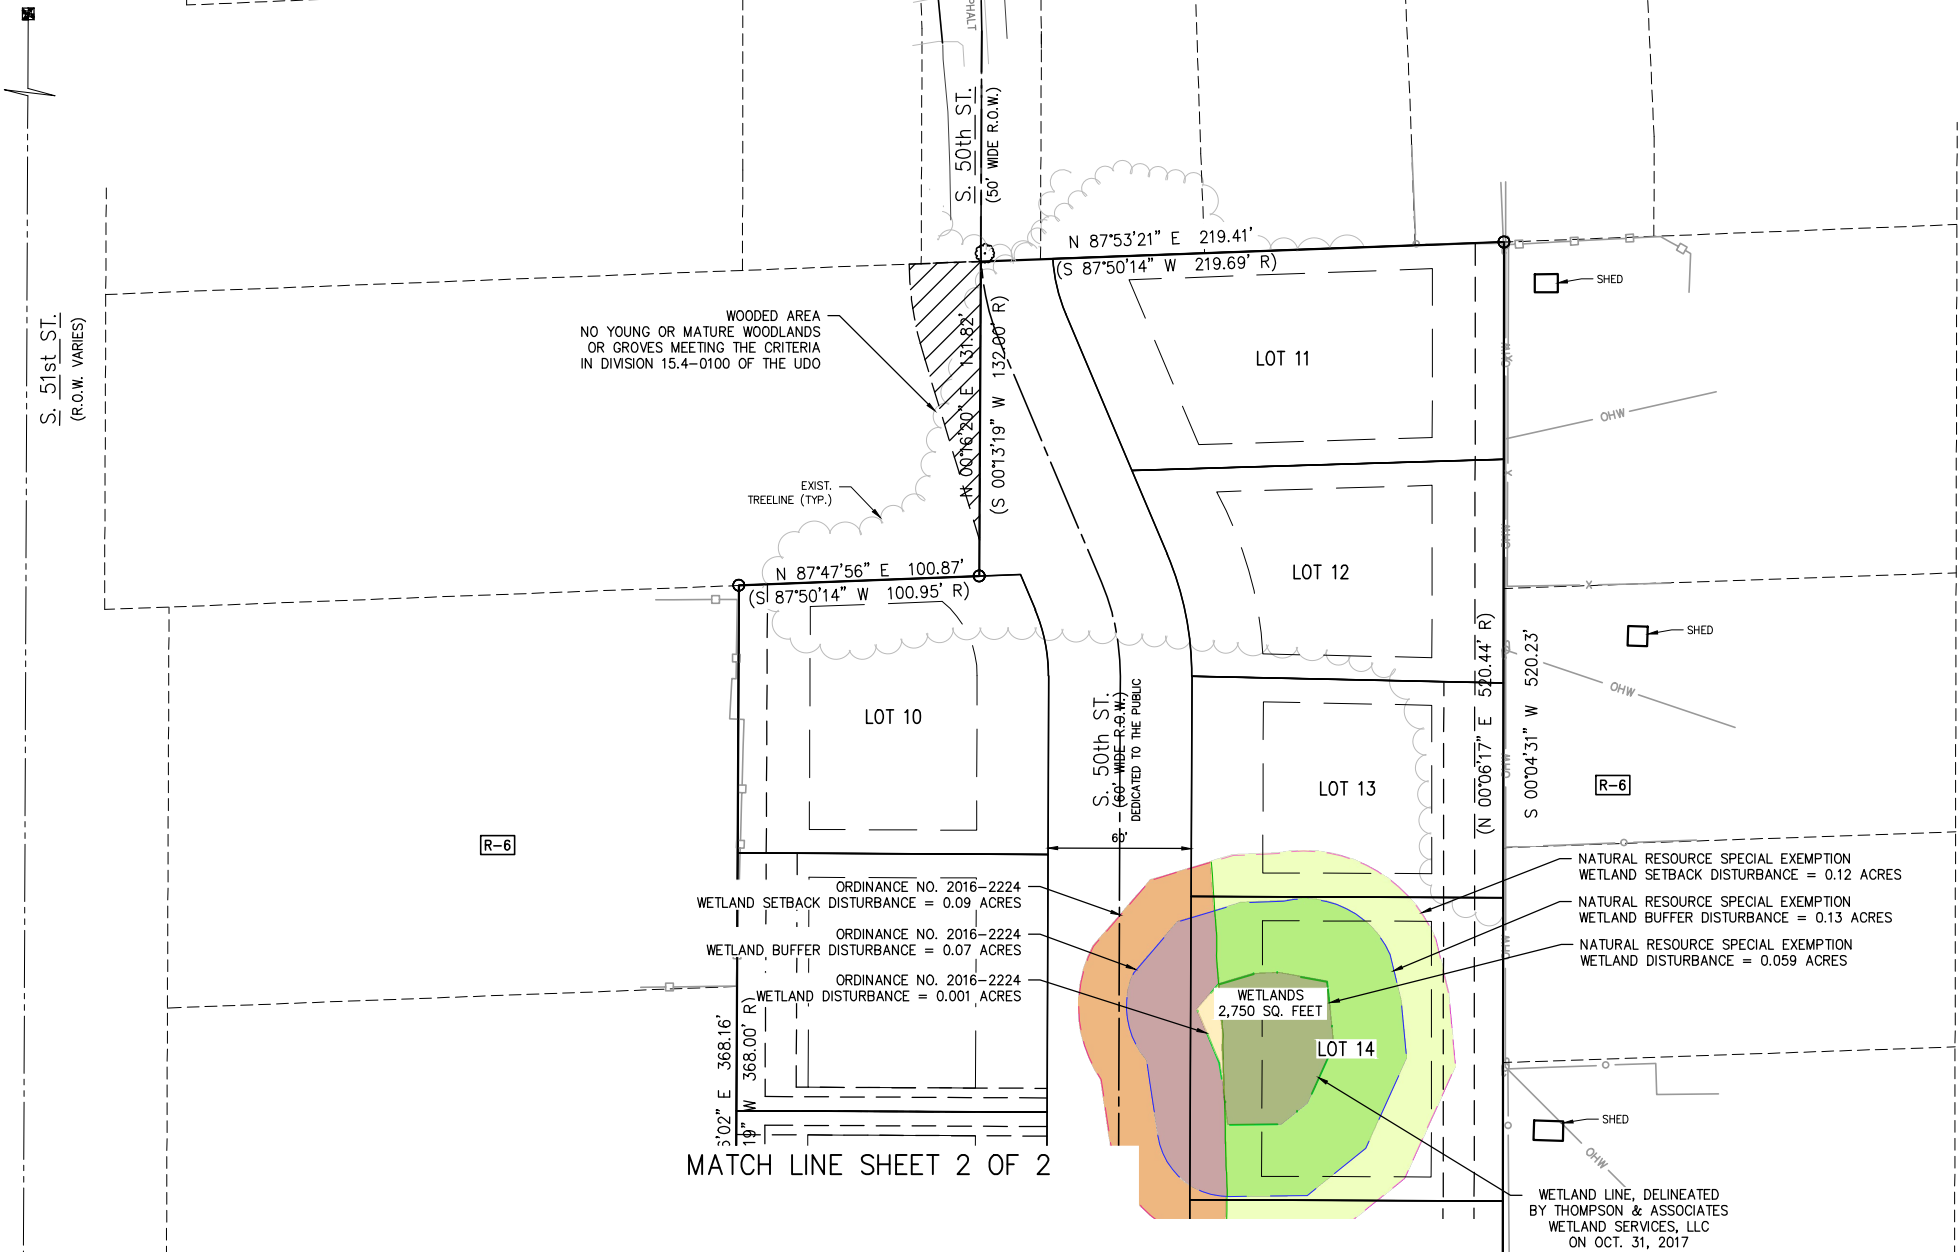 PHALT
S. 50th ST.
(50' WIDE R.O.W.)
N 87°53'21" E 219.41'
(S 87°50'14" W 219.69' R)
SHED
S. 51st ST.
(R.O.W. VARIES)
WOODED AREA
NO YOUNG OR MATURE WOODLANDS
OR GROVES MEETING THE CRITERIA
IN DIVISION 15.4-0100 OF THE UDO
N 00°16'20" E 131.82'
(S 00°13'19" W 132.00' R)
LOT 11
OHW
OHW
EXIST.
TREELINE (TYP.)
OHW
N 87°47'56" E 100.87'
(S 87°50'14" W 100.95' R)
LOT 12
X
SHED
OHW
LOT 10
S. 50th ST.
(60' WIDE R.O.W.)
DEDICATED TO THE PUBLIC
60'
LOT 13
(N 00°06'17" E 520.44' R)
S 00°04'31" W 520.23'
OHW
R-6
R-6
ORDINANCE NO. 2016-2224
WETLAND SETBACK DISTURBANCE = 0.09 ACRES
ORDINANCE NO. 2016-2224
WETLAND BUFFER DISTURBANCE = 0.07 ACRES
ORDINANCE NO. 2016-2224
WETLAND DISTURBANCE = 0.001 ACRES
NATURAL RESOURCE SPECIAL EXEMPTION
WETLAND SETBACK DISTURBANCE = 0.12 ACRES
NATURAL RESOURCE SPECIAL EXEMPTION
WETLAND BUFFER DISTURBANCE = 0.13 ACRES
NATURAL RESOURCE SPECIAL EXEMPTION
WETLAND DISTURBANCE = 0.059 ACRES
OHW
WETLANDS
2,750 SQ. FEET
LOT 14
6'02" E 368.16'
19" W 368.00' R)
SHED
OHW
MATCH LINE SHEET 2 OF 2
WETLAND LINE, DELINEATED
BY THOMPSON & ASSOCIATES
WETLAND SERVICES, LLC
ON OCT. 31, 2017